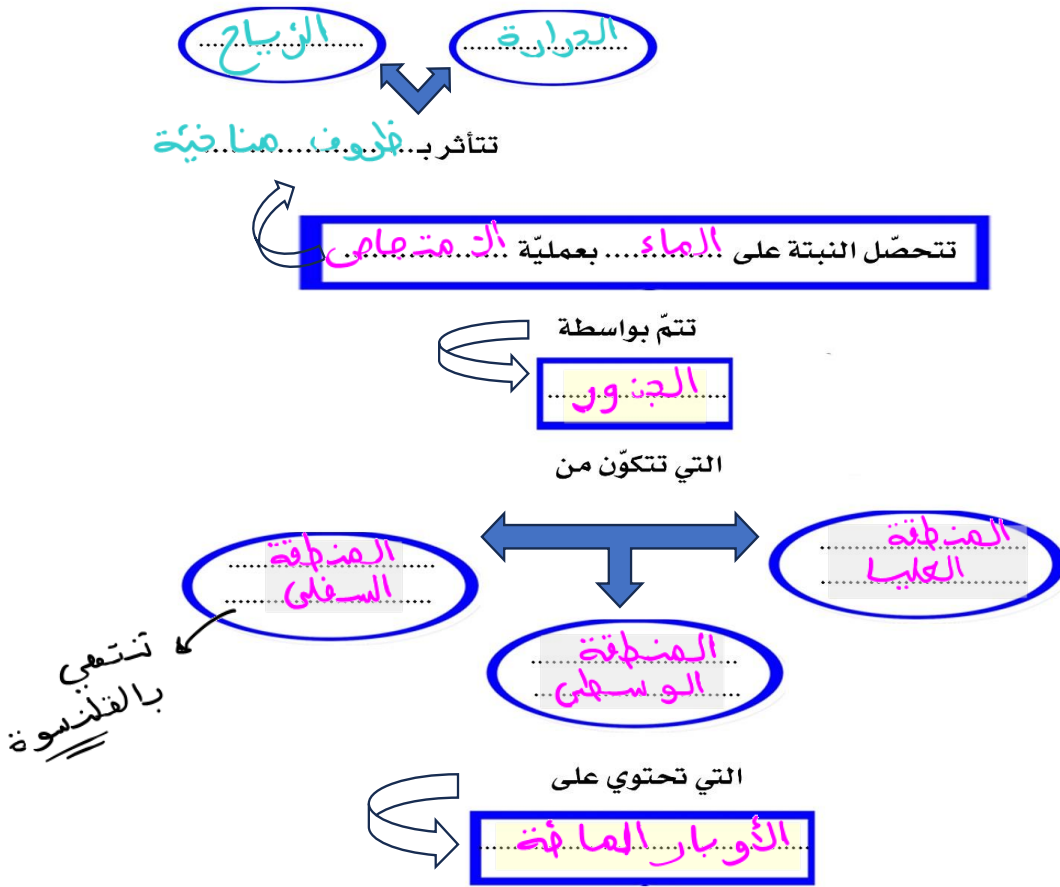 الحرارة
الرياح
تتأثر بـ ظروف مناخية
تتحصّل النبتة على الماء بعمليّة الامتصاص
تتمّ بواسطة
الجذور
التي تتكوّن من
المنطقة
العليا
المنطقة
السفلى
المنطقة
الوسطى
تنتهي
بالقلنسوة
التي تحتوي على
الأوبار الماصة